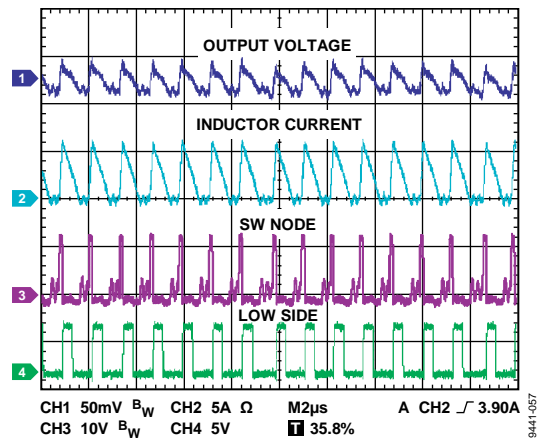 OUTPUT VOLTAGE
1
INDUCTOR CURRENT
2
SW NODE
3
LOW SIDE
4
CH1 50mV BW CH2 5A Ω M2µs A CH2 3.90A
CH3 10V BW CH4 5V T 35.8%
9441-057